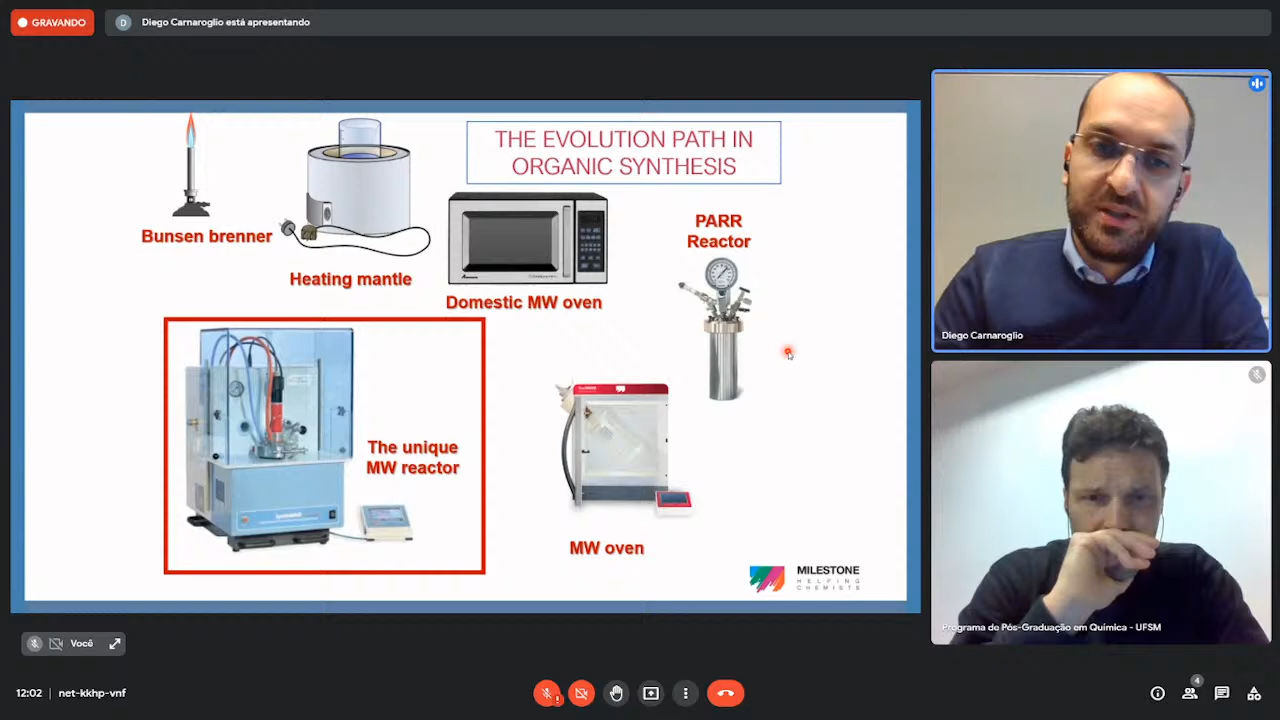 GRAVANDO
D
Diego Carnaroglio está apresentando
THE EVOLUTION PATH IN
ORGANIC SYNTHESIS
Bunsen brenner
Heating mantle
Domestic MW oven
PARR
Reactor
The unique
MW reactor
MW oven
MILESTONE
HELPING
CHEMISTS
Diego Carnaroglio
Programa de Pós-Graduação em Química - UFSM
Você
12:02 | net-kkhp-vnf
4